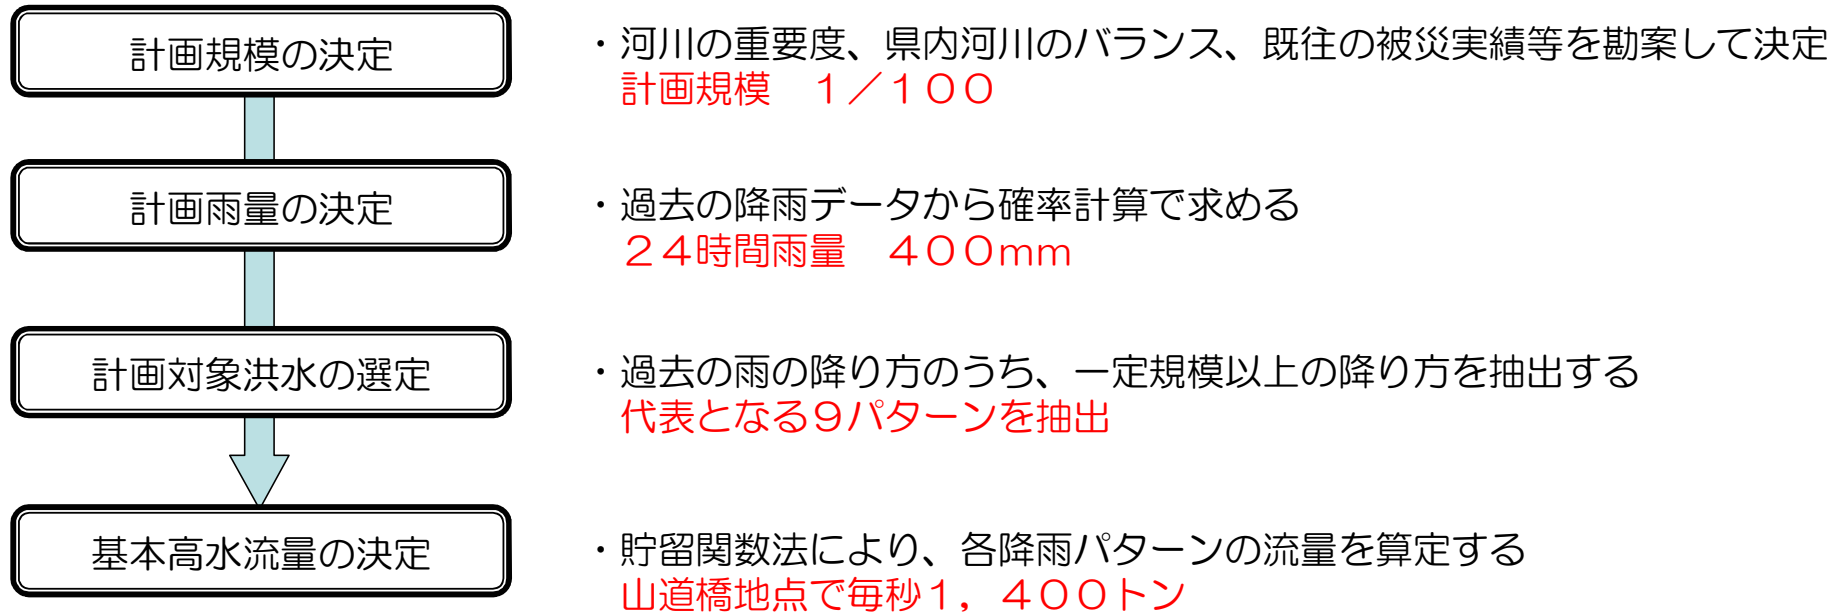 計画規模の決定
・河川の重要度、県内河川のバランス、既往の被災実績等を勘案して決定
計画規模　１／１００
計画雨量の決定
・過去の降雨データから確率計算で求める
２４時間雨量　４００mm
計画対象洪水の選定
・過去の雨の降り方のうち、一定規模以上の降り方を抽出する
代表となる９パターンを抽出
基本高水流量の決定
・貯留関数法により、各降雨パターンの流量を算定する
山道橋地点で毎秒１，４００トン